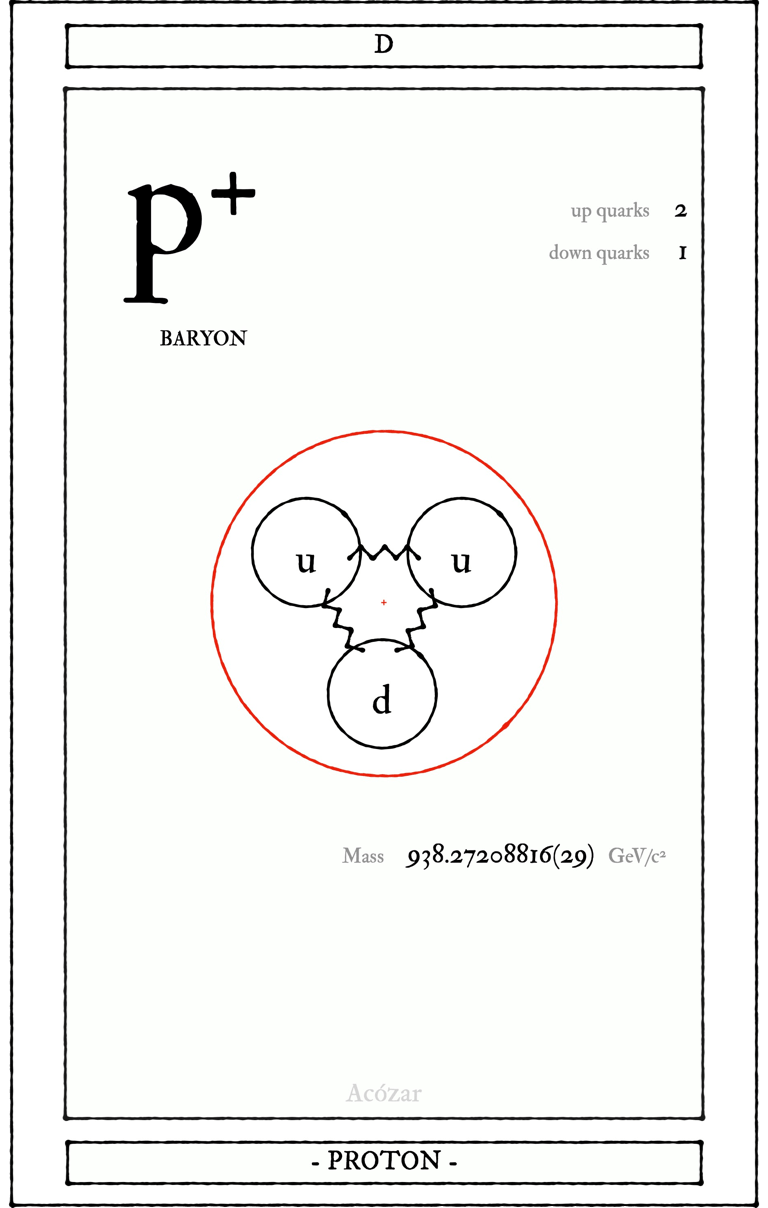 D
p⁺
up quarks 2
down quarks 1
BARYON
u u
d
Mass 938.27208816(29) GeV/c²
Acózar
- PROTON -